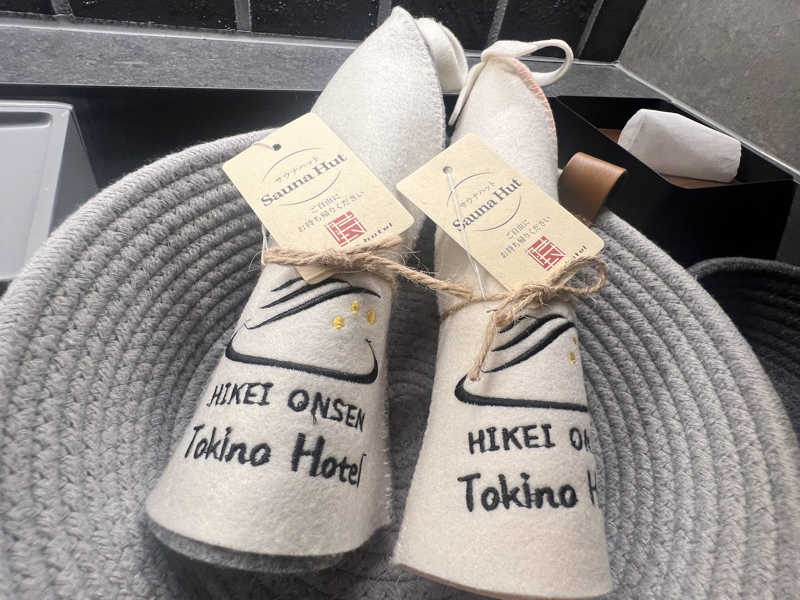 サウナハット
Sauna Hut
ご自由に
お持ち帰りください
hotel
HIKEI ONSEN
Tokino Hotel
サウナハット
Sauna Hut
ご自由に
お持ち帰りください
HIKEI
Tokino